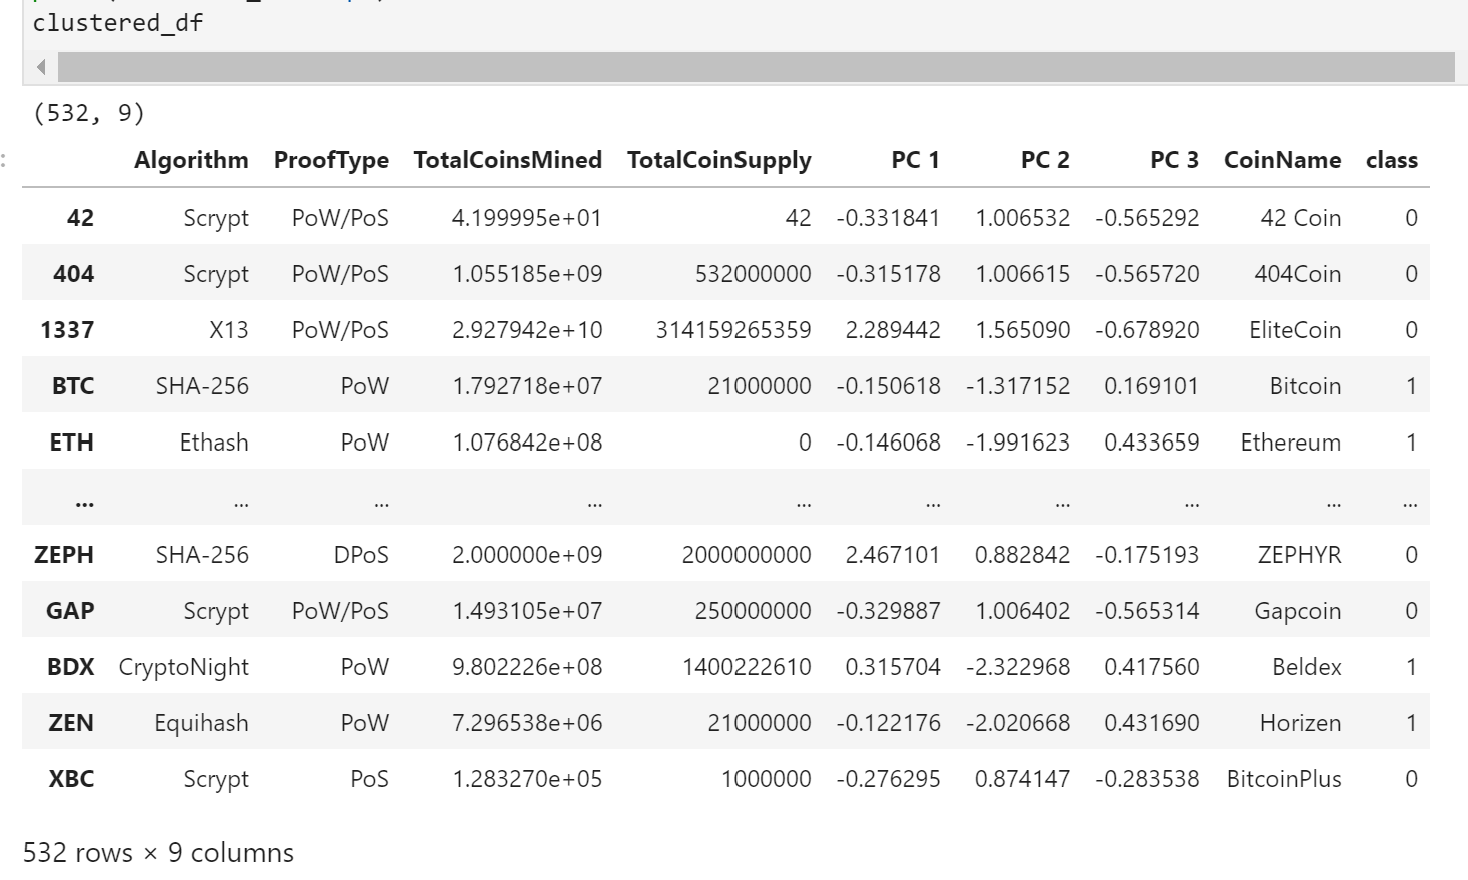 clustered_df
(532, 9)
Algorithm ProofType TotalCoinsMined TotalCoinSupply PC 1 PC 2 PC 3 CoinName class
42 Scrypt PoW/PoS 4.199995e+01 42 -0.331841 1.006532 -0.565292 42 Coin 0
404 Scrypt PoW/PoS 1.055185e+09 532000000 -0.315178 1.006615 -0.565720 404Coin 0
1337 X13 PoW/PoS 2.927942e+10 314159265359 2.289442 1.565090 -0.678920 EliteCoin 0
BTC SHA-256 PoW 1.792718e+07 21000000 -0.150618 -1.317152 0.169101 Bitcoin 1
ETH Ethash PoW 1.076842e+08 0 -0.146068 -1.991623 0.433659 Ethereum 1
... ... ... ... ... ... ... ... ... ...
ZEPH SHA-256 DPoS 2.000000e+09 2000000000 2.467101 0.882842 -0.175193 ZEPHYR 0
GAP Scrypt PoW/PoS 1.493105e+07 250000000 -0.329887 1.006402 -0.565314 Gapcoin 0
BDX CryptoNight PoW 9.802226e+08 1400222610 0.315704 -2.322968 0.417560 Beldex 1
ZEN Equihash PoW 7.296538e+06 21000000 -0.122176 -2.020668 0.431690 Horizen 1
XBC Scrypt PoS 1.283270e+05 1000000 -0.276295 0.874147 -0.283538 BitcoinPlus 0
532 rows × 9 columns